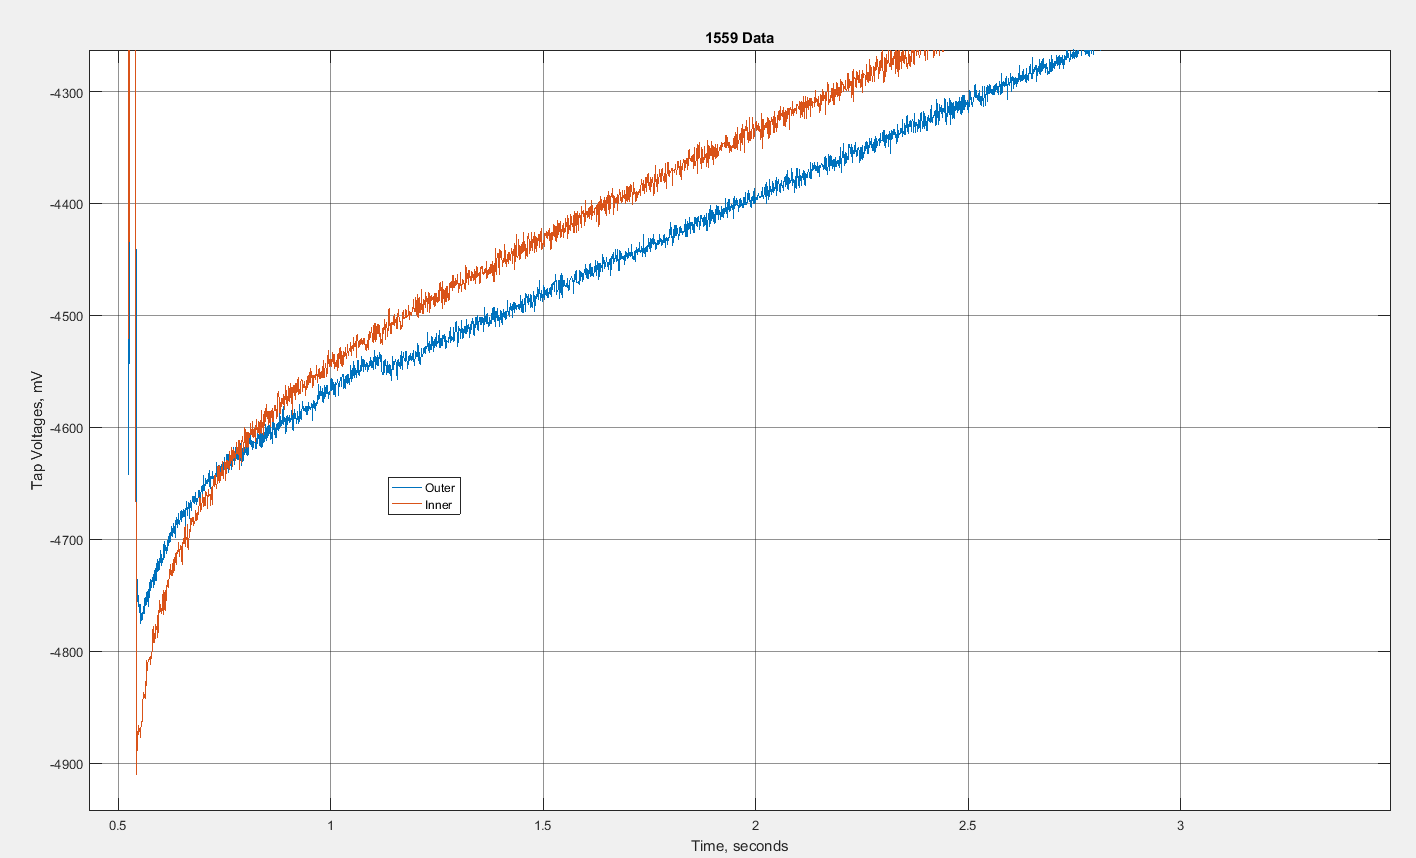 1559 Data
Tap Voltages, mV
-4300
-4400
-4500
-4600
-4700
-4800
-4900
Outer
Inner
0.5
1
1.5
2
2.5
3
Time, seconds